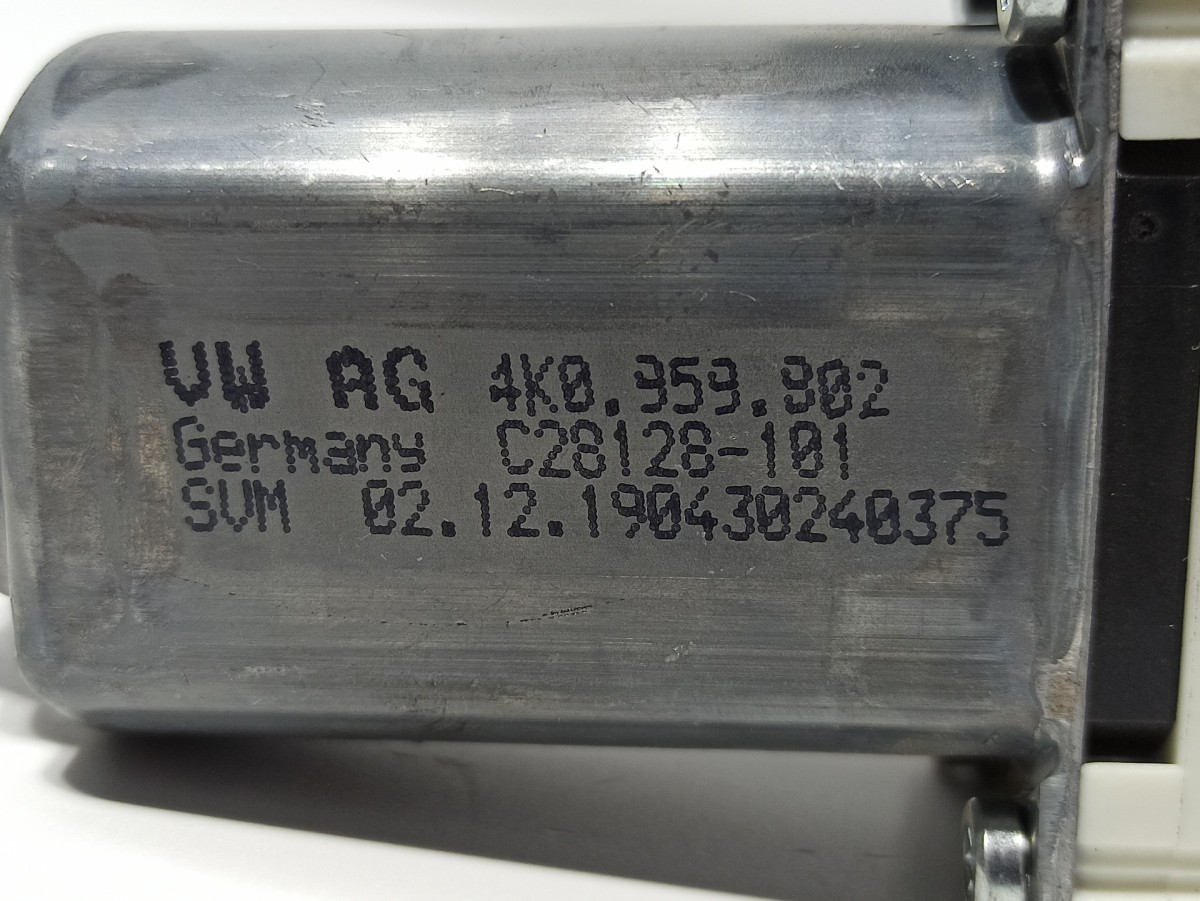 VW AG 4K0.959.802
Germany C28128-101
SVM 02.12.190430240375